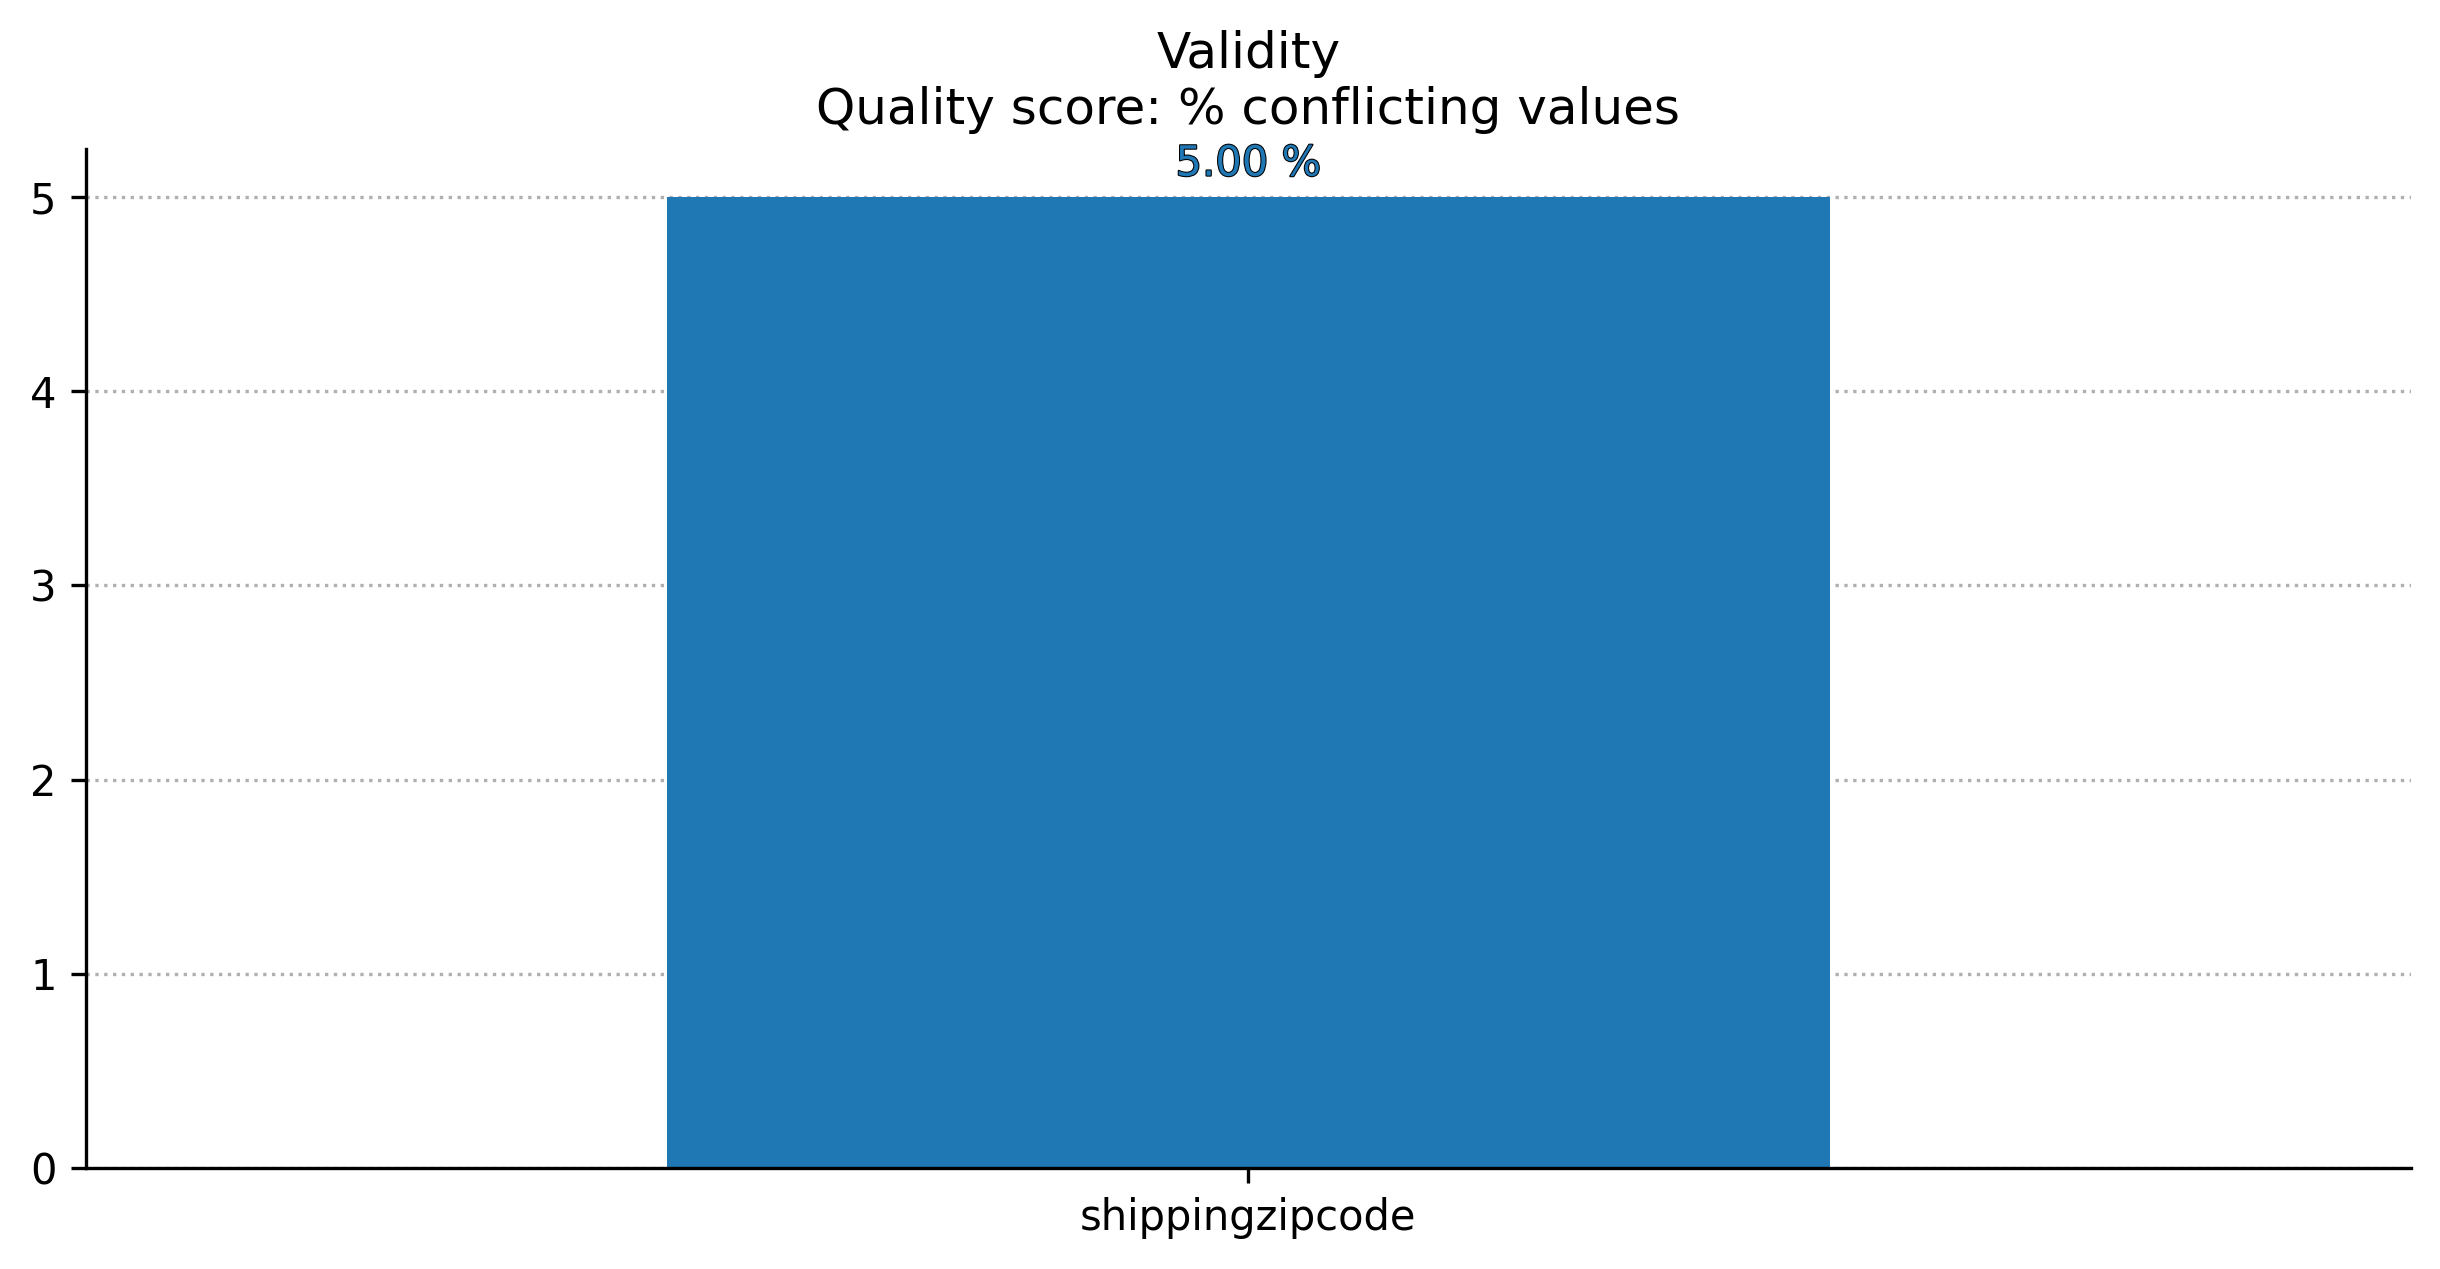 Validity
Quality score: % conflicting values
5.00 %
5
4
3
2
1
0
shippingzipcode